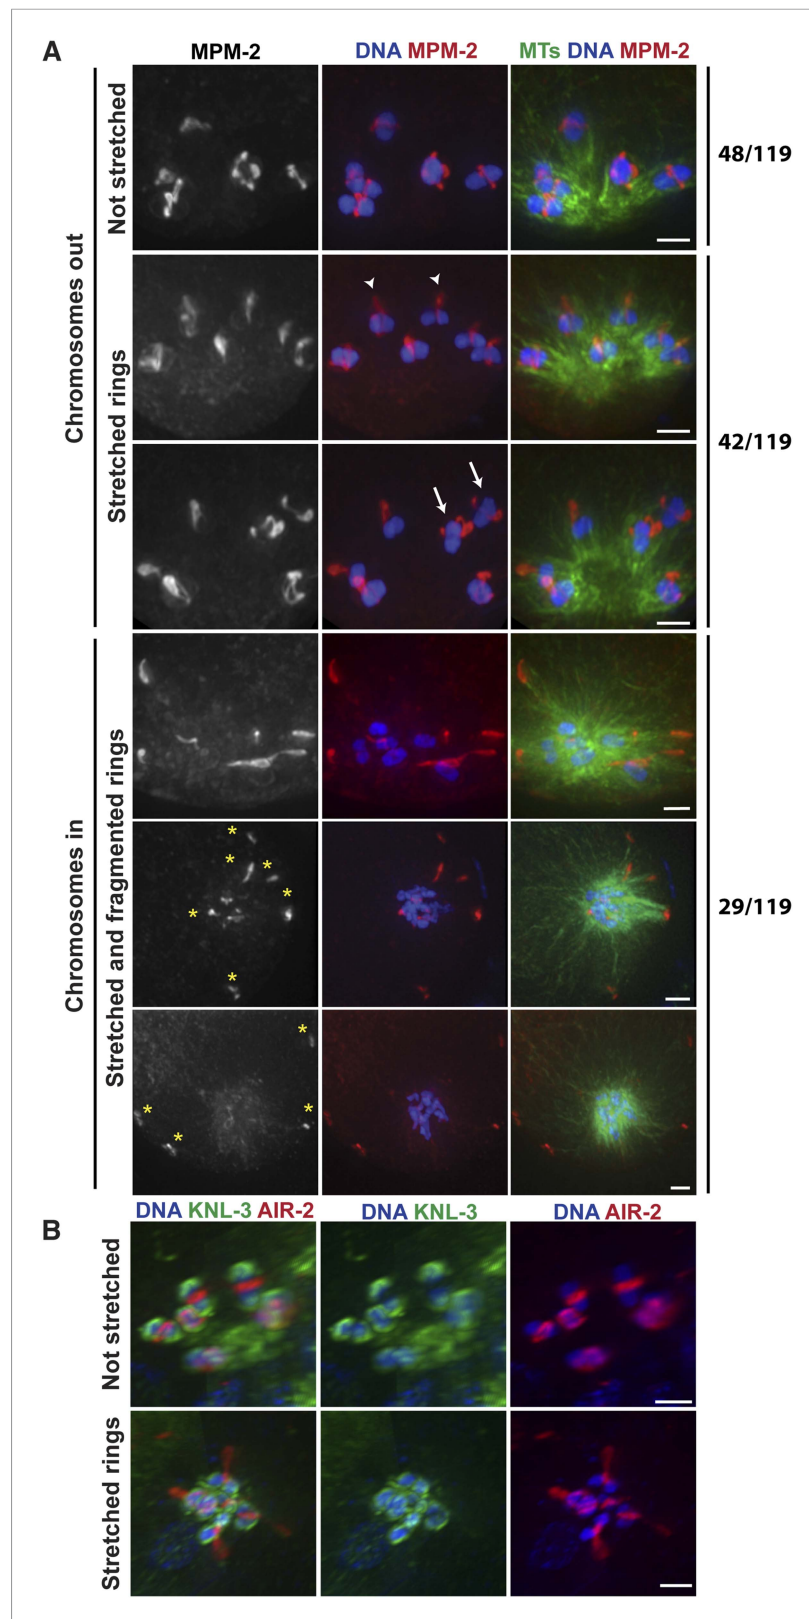 A
MPM-2
DNA MPM-2
MTs DNA MPM-2
Chromosomes out
Not stretched
48/119
Stretched rings
42/119
Chromosomes in
Stretched and fragmented rings
* * * * * *
29/119
* * * *
B
DNA KNL-3 AIR-2
DNA KNL-3
DNA AIR-2
Not stretched
Stretched rings